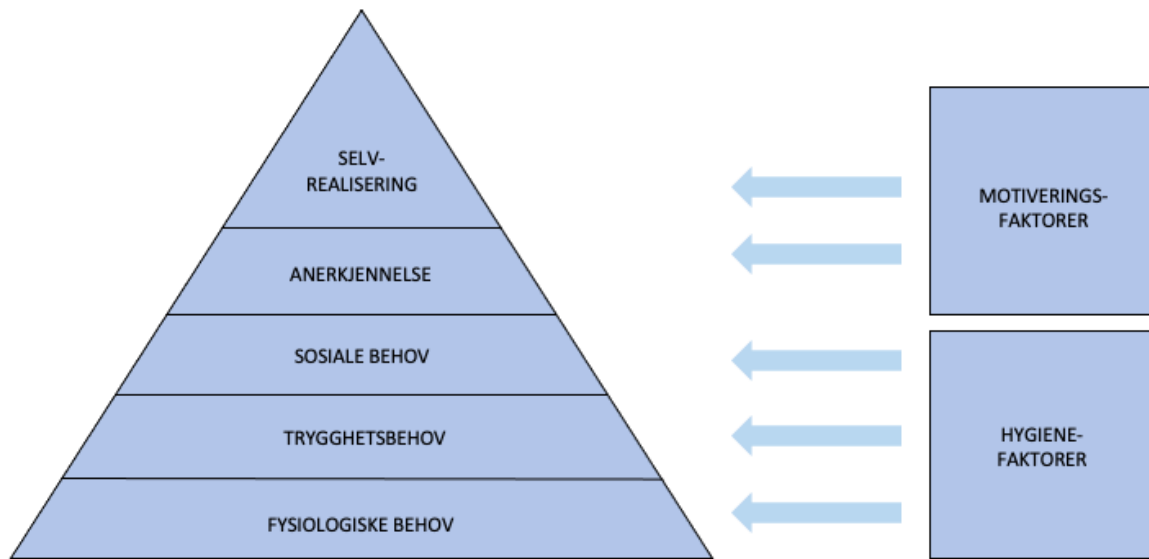 SELV-
REALISERING
ANERKJENNELSE
SOSIALE BEHOV
TRYGGHETSBEHOV
FYSIOLOGISKE BEHOV
MOTIVERINGS-
FAKTORER
HYGIENE-
FAKTORER